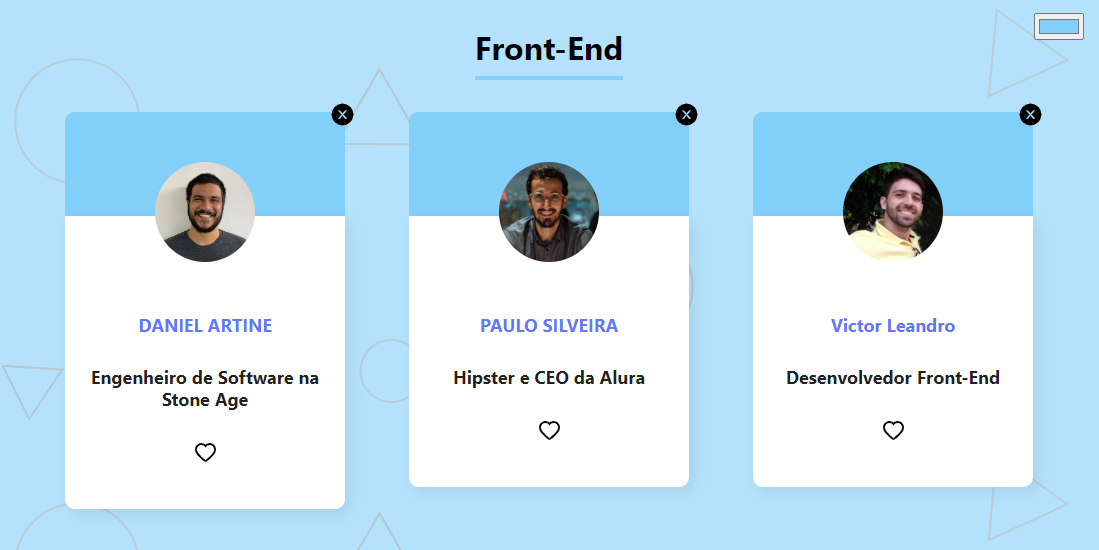 Front-End
x
x
x
DANIEL ARTINE
PAULO SILVEIRA
Victor Leandro
Engenheiro de Software na
Stone Age
Hipster e CEO da Alura
Desenvolvedor Front-End